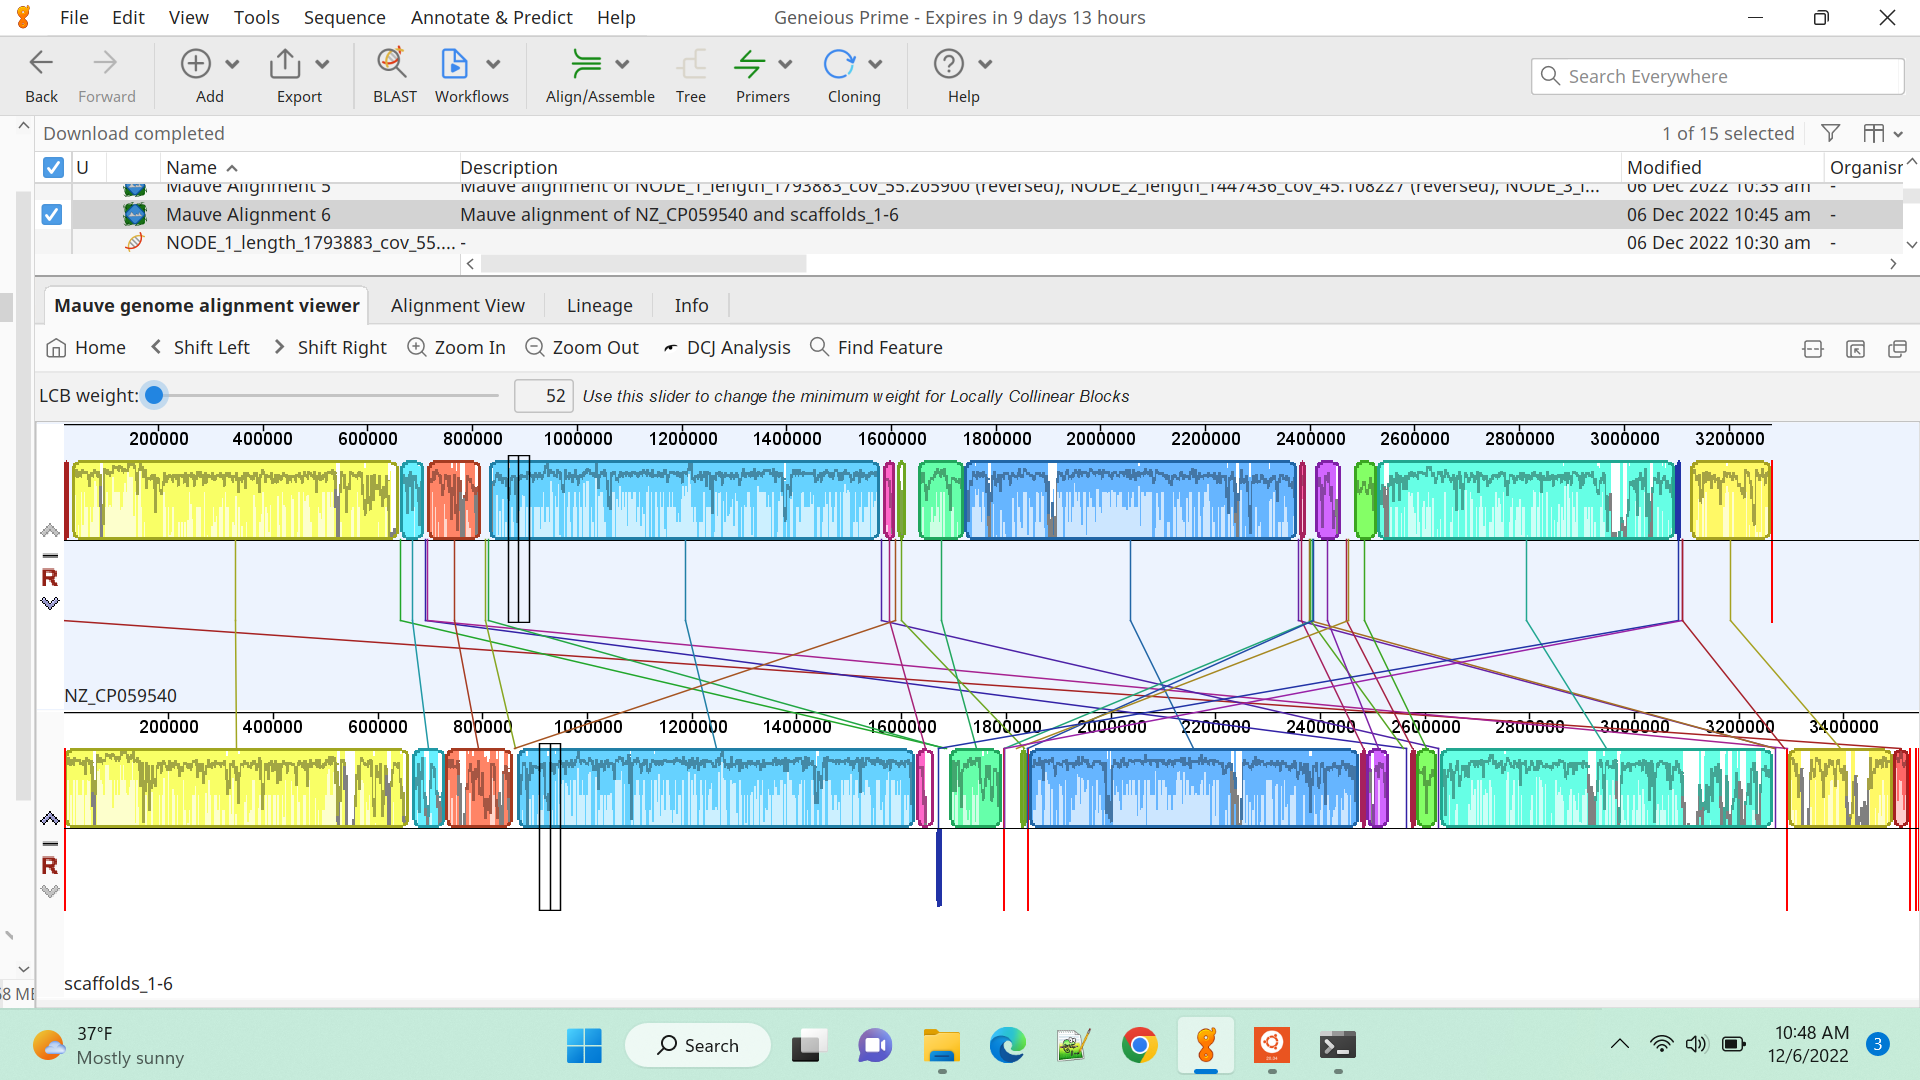 File Edit View Tools Sequence Annotate & Predict Help
Geneious Prime - Expires in 9 days 13 hours
Back Forward Add Export BLAST Workflows Align/Assemble Tree Primers Cloning Help
Search Everywhere
Download completed
1 of 15 selected
U Name Description Modified Organisr
Mauve Alignment 5 Mauve alignment of NODE_1_length_1793883_cov_55.205900 (reversed), NODE_2_length_1447436_cov_45.108227 (reversed), NODE_3_l... 06 Dec 2022 10:35 am -
Mauve Alignment 6 Mauve alignment of NZ_CP059540 and scaffolds_1-6 06 Dec 2022 10:45 am -
NODE_1_length_1793883_cov_55.... - 06 Dec 2022 10:30 am -
Mauve genome alignment viewer Alignment View Lineage Info
Home Shift Left Shift Right Zoom In Zoom Out DCJ Analysis Find Feature
LCB weight: 52 Use this slider to change the minimum weight for Locally Collinear Blocks
200000 400000 600000 800000 1000000 1200000 1400000 1600000 1800000 2000000 2200000 2400000 2600000 2800000 3000000 3200000
R
NZ_CP059540
200000 400000 600000 800000 1000000 1200000 1400000 1600000 1800000 2000000 2200000 2400000 2600000 2800000 3000000 3200000 3400000
R
scaffolds_1-6
37°F
Mostly sunny
Search
10:48 AM
12/6/2022
3